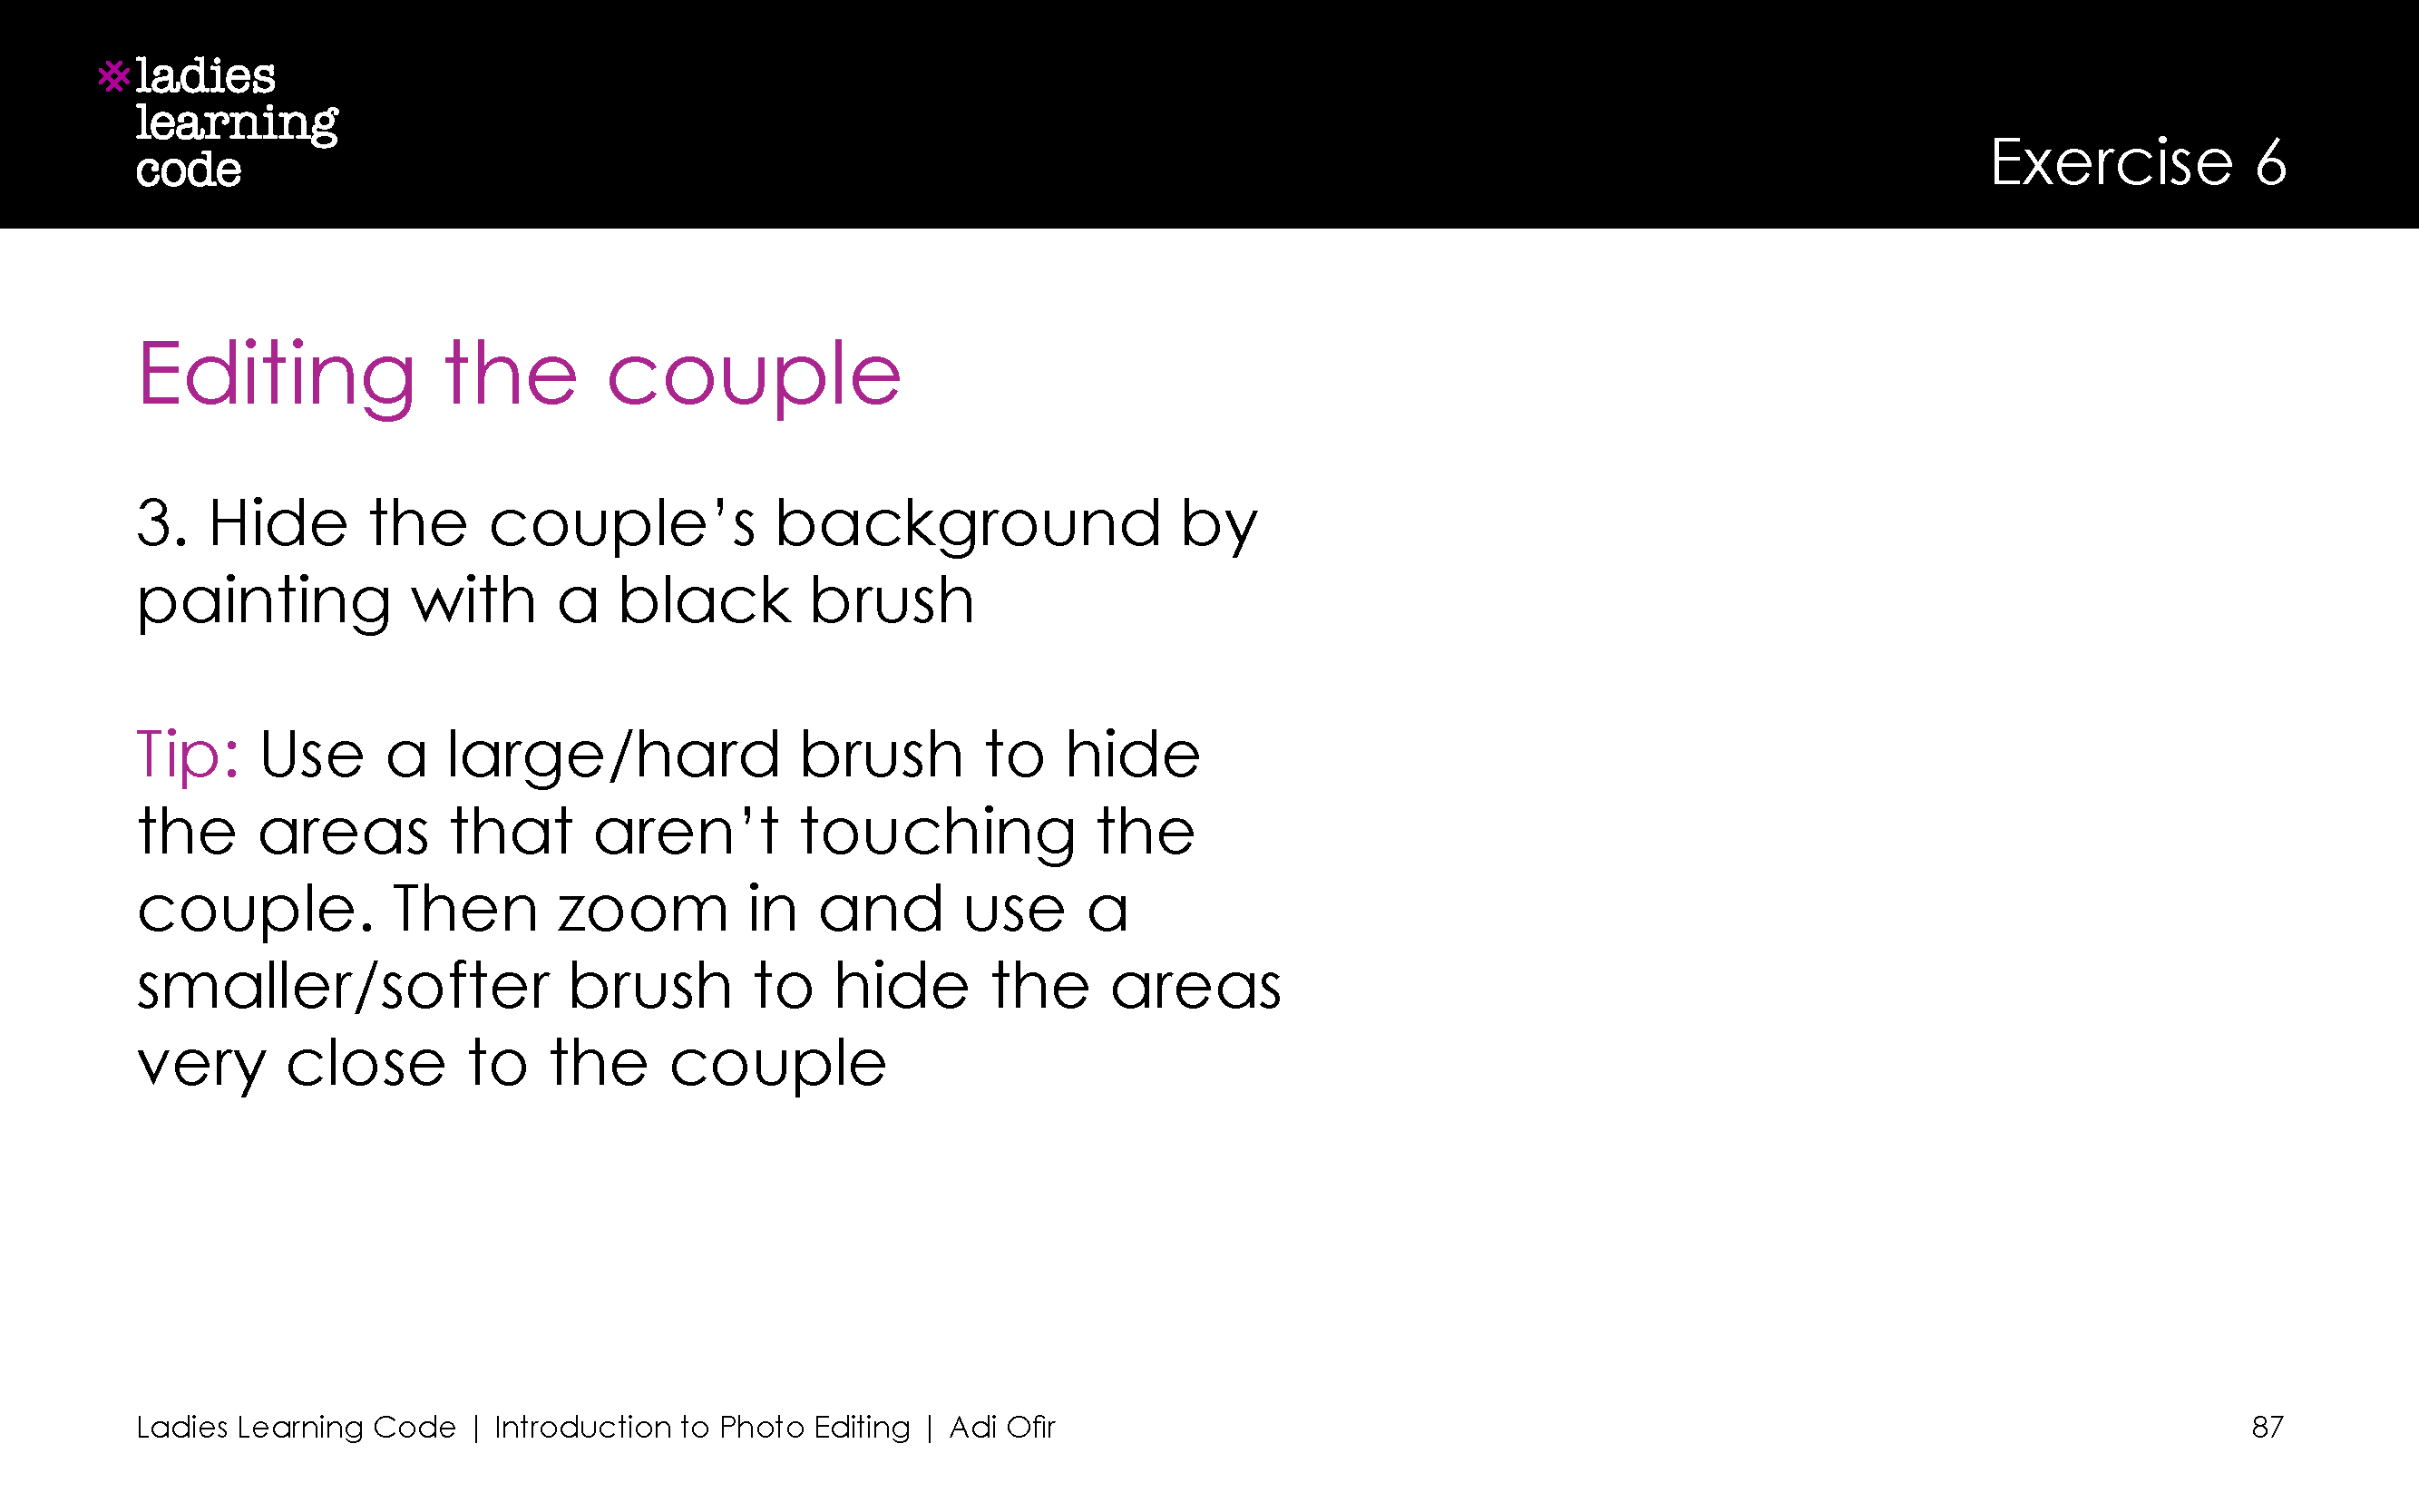 ladies
learning
code
Exercise 6
Editing the couple
3. Hide the couple’s background by
painting with a black brush
Tip: Use a large/hard brush to hide
the areas that aren’t touching the
couple. Then zoom in and use a
smaller/softer brush to hide the areas
very close to the couple
Ladies Learning Code | Introduction to Photo Editing | Adi Ofir
87